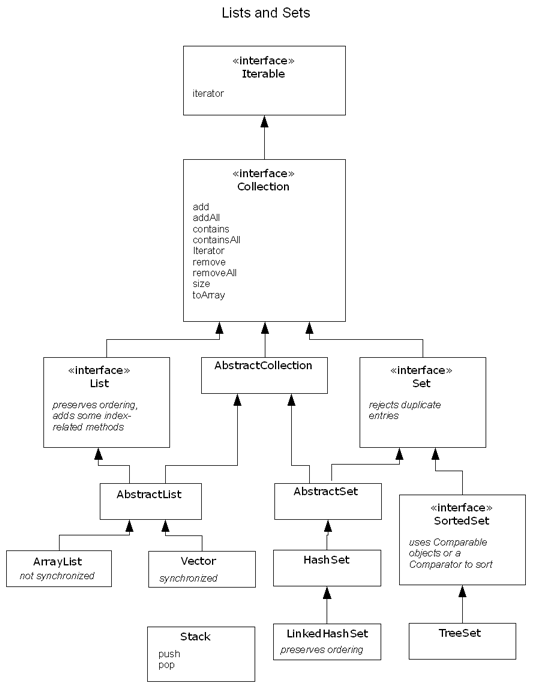 Lists and Sets
«interface»
Iterable
iterator
«interface»
Collection
add
addAll
contains
containsAll
Iterator
remove
removeAll
size
toArray
«interface»
List
preserves ordering,
adds some index-
related methods
AbstractCollection
«interface»
Set
rejects duplicate
entries
AbstractList
AbstractSet
«interface»
SortedSet
uses Comparable
objects or a
Comparator to sort
ArrayList
not synchronized
Vector
synchronized
HashSet
Stack
push
pop
LinkedHashSet
preserves ordering
TreeSet